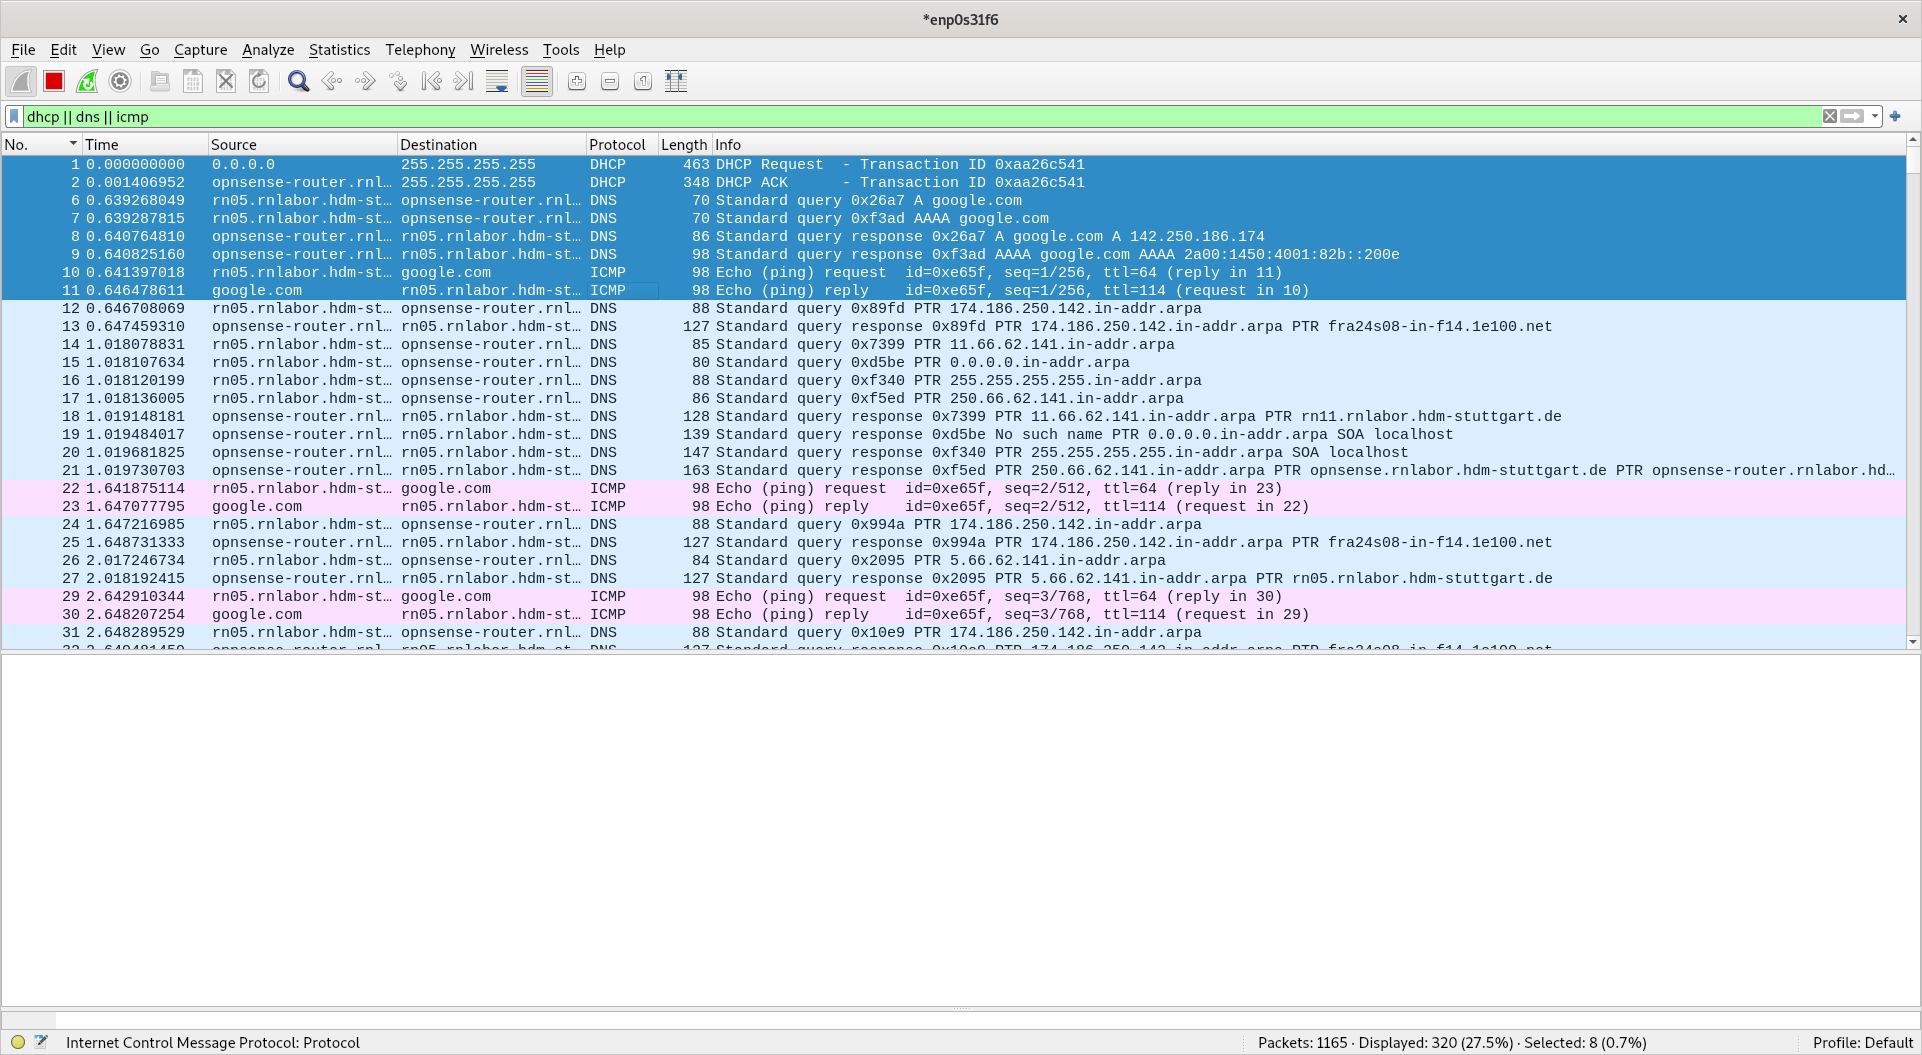 *enp0s31f6
File Edit View Go Capture Analyze Statistics Telephony Wireless Tools Help
dhcp || dns || icmp
No. Time Source Destination Protocol Length Info
1 0.000000000 0.0.0.0 255.255.255.255 DHCP 463 DHCP Request - Transaction ID 0xaa26c541
2 0.001406952 opnsense-router.rnl… 255.255.255.255 DHCP 348 DHCP ACK - Transaction ID 0xaa26c541
6 0.639268049 rn05.rnlabor.hdm-st… opnsense-router.rnl… DNS 70 Standard query 0x26a7 A google.com
7 0.639287815 rn05.rnlabor.hdm-st… opnsense-router.rnl… DNS 70 Standard query 0xf3ad AAAA google.com
8 0.640764810 opnsense-router.rnl… rn05.rnlabor.hdm-st… DNS 86 Standard query response 0x26a7 A google.com A 142.250.186.174
9 0.640825160 opnsense-router.rnl… rn05.rnlabor.hdm-st… DNS 98 Standard query response 0xf3ad AAAA google.com AAAA 2a00:1450:4001:82b::200e
10 0.641397018 rn05.rnlabor.hdm-st… google.com ICMP 98 Echo (ping) request id=0xe65f, seq=1/256, ttl=64 (reply in 11)
11 0.646478611 google.com rn05.rnlabor.hdm-st… ICMP 98 Echo (ping) reply id=0xe65f, seq=1/256, ttl=114 (request in 10)
12 0.646708069 rn05.rnlabor.hdm-st… opnsense-router.rnl… DNS 88 Standard query 0x89fd PTR 174.186.250.142.in-addr.arpa
13 0.647459310 opnsense-router.rnl… rn05.rnlabor.hdm-st… DNS 127 Standard query response 0x89fd PTR 174.186.250.142.in-addr.arpa PTR fra24s08-in-f14.1e100.net
14 1.018078831 rn05.rnlabor.hdm-st… opnsense-router.rnl… DNS 85 Standard query 0x7399 PTR 11.66.62.141.in-addr.arpa
15 1.018107634 rn05.rnlabor.hdm-st… opnsense-router.rnl… DNS 80 Standard query 0xd5be PTR 0.0.0.0.in-addr.arpa
16 1.018120199 rn05.rnlabor.hdm-st… opnsense-router.rnl… DNS 88 Standard query 0xf340 PTR 255.255.255.255.in-addr.arpa
17 1.018136005 rn05.rnlabor.hdm-st… opnsense-router.rnl… DNS 86 Standard query 0xf5ed PTR 250.66.62.141.in-addr.arpa
18 1.019148181 opnsense-router.rnl… rn05.rnlabor.hdm-st… DNS 128 Standard query response 0x7399 PTR 11.66.62.141.in-addr.arpa PTR rn11.rnlabor.hdm-stuttgart.de
19 1.019484017 opnsense-router.rnl… rn05.rnlabor.hdm-st… DNS 139 Standard query response 0xd5be No such name PTR 0.0.0.0.in-addr.arpa SOA localhost
20 1.019681825 opnsense-router.rnl… rn05.rnlabor.hdm-st… DNS 147 Standard query response 0xf340 PTR 255.255.255.255.in-addr.arpa SOA localhost
21 1.019730703 opnsense-router.rnl… rn05.rnlabor.hdm-st… DNS 163 Standard query response 0xf5ed PTR 250.66.62.141.in-addr.arpa PTR opnsense.rnlabor.hdm-stuttgart.de PTR opnsense-router.rnlabor.hd…
22 1.641875114 rn05.rnlabor.hdm-st… google.com ICMP 98 Echo (ping) request id=0xe65f, seq=2/512, ttl=64 (reply in 23)
23 1.647077795 google.com rn05.rnlabor.hdm-st… ICMP 98 Echo (ping) reply id=0xe65f, seq=2/512, ttl=114 (request in 22)
24 1.647216985 rn05.rnlabor.hdm-st… opnsense-router.rnl… DNS 88 Standard query 0x994a PTR 174.186.250.142.in-addr.arpa
25 1.648731333 opnsense-router.rnl… rn05.rnlabor.hdm-st… DNS 127 Standard query response 0x994a PTR 174.186.250.142.in-addr.arpa PTR fra24s08-in-f14.1e100.net
26 2.017246734 rn05.rnlabor.hdm-st… opnsense-router.rnl… DNS 84 Standard query 0x2095 PTR 5.66.62.141.in-addr.arpa
27 2.018192415 opnsense-router.rnl… rn05.rnlabor.hdm-st… DNS 127 Standard query response 0x2095 PTR 5.66.62.141.in-addr.arpa PTR rn05.rnlabor.hdm-stuttgart.de
29 2.642910344 rn05.rnlabor.hdm-st… google.com ICMP 98 Echo (ping) request id=0xe65f, seq=3/768, ttl=64 (reply in 30)
30 2.648207254 google.com rn05.rnlabor.hdm-st… ICMP 98 Echo (ping) reply id=0xe65f, seq=3/768, ttl=114 (request in 29)
31 2.648289529 rn05.rnlabor.hdm-st… opnsense-router.rnl… DNS 88 Standard query 0x10e9 PTR 174.186.250.142.in-addr.arpa
Internet Control Message Protocol: Protocol
Packets: 1165 · Displayed: 320 (27.5%) · Selected: 8 (0.7%)
Profile: Default